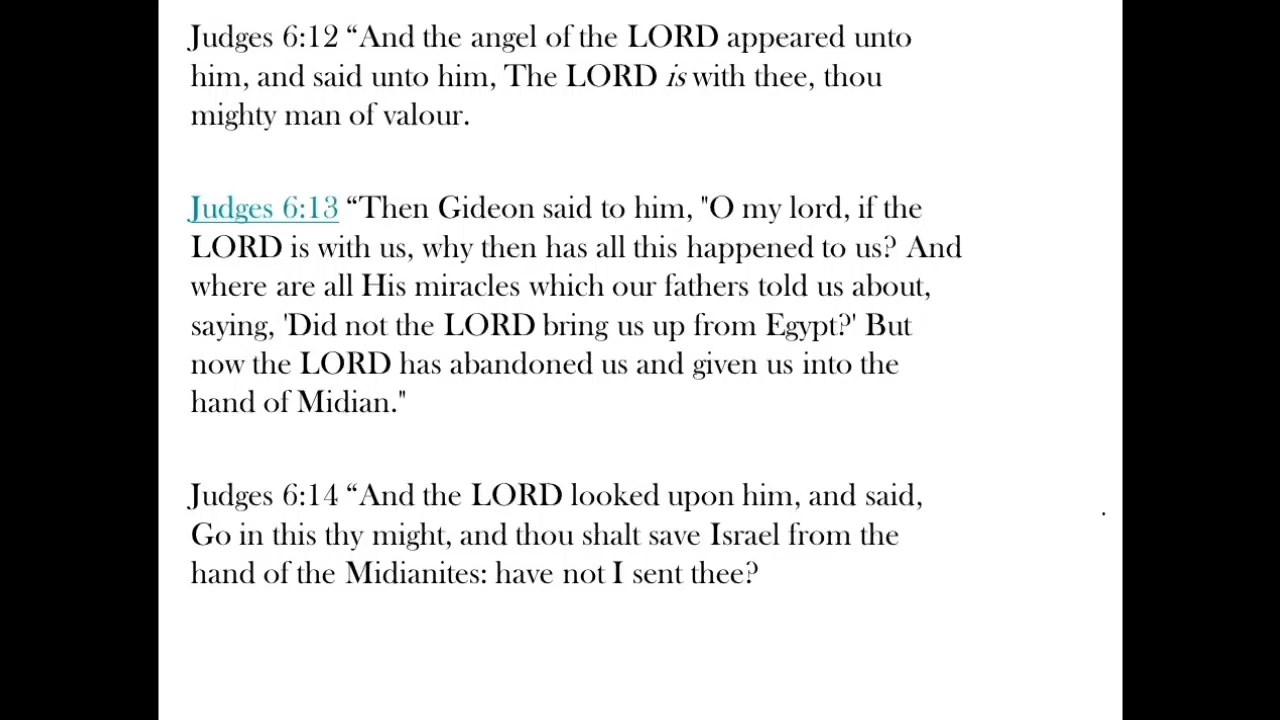 Judges 6:12 “And the angel of the LORD appeared unto
him, and said unto him, The LORD is with thee, thou
mighty man of valour.
Judges 6:13 “Then Gideon said to him, "O my lord, if the
LORD is with us, why then has all this happened to us? And
where are all His miracles which our fathers told us about,
saying, 'Did not the LORD bring us up from Egypt?' But
now the LORD has abandoned us and given us into the
hand of Midian."
Judges 6:14 “And the LORD looked upon him, and said,
Go in this thy might, and thou shalt save Israel from the
hand of the Midianites: have not I sent thee?